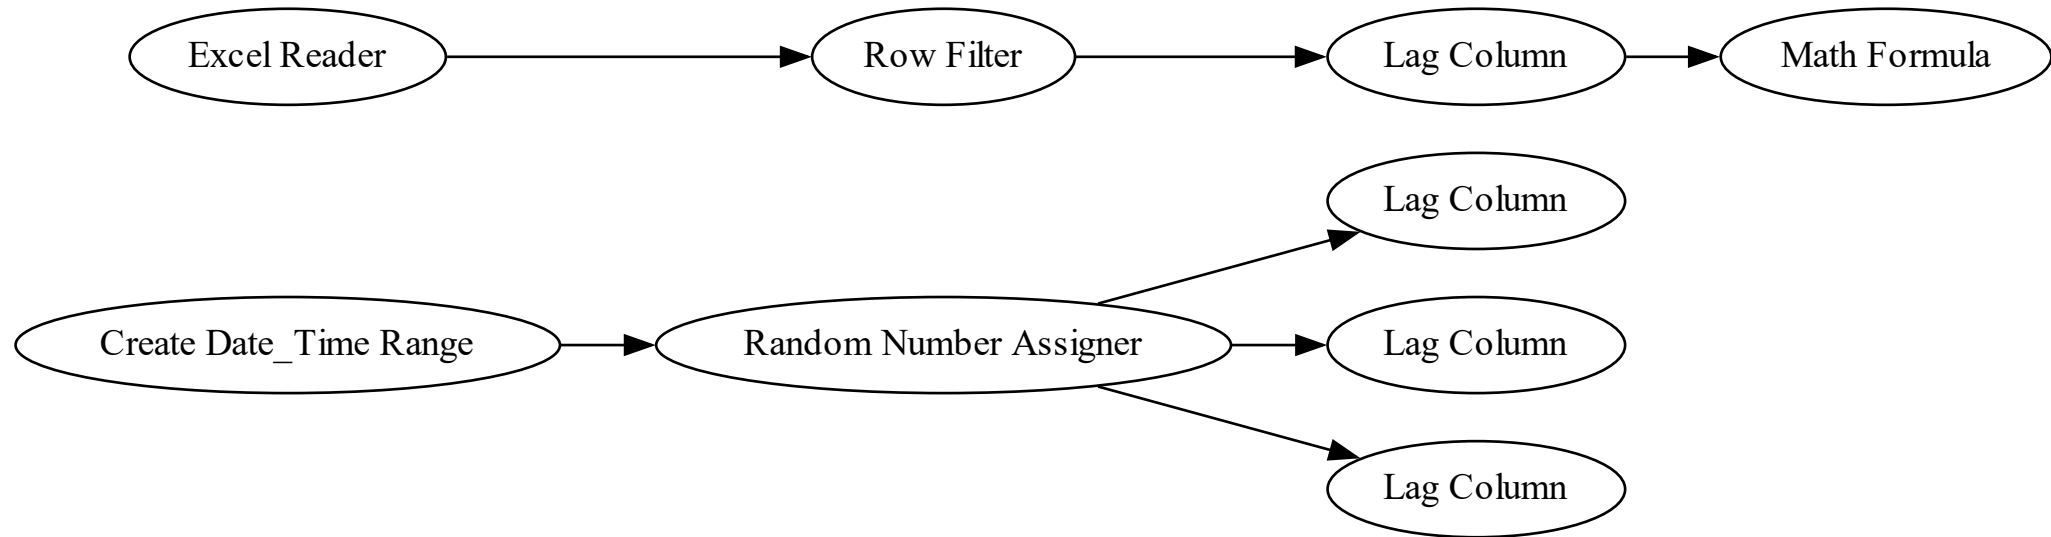 Excel Reader
Row Filter
Lag Column
Math Formula
Lag Column
Create Date_Time Range
Random Number Assigner
Lag Column
Lag Column